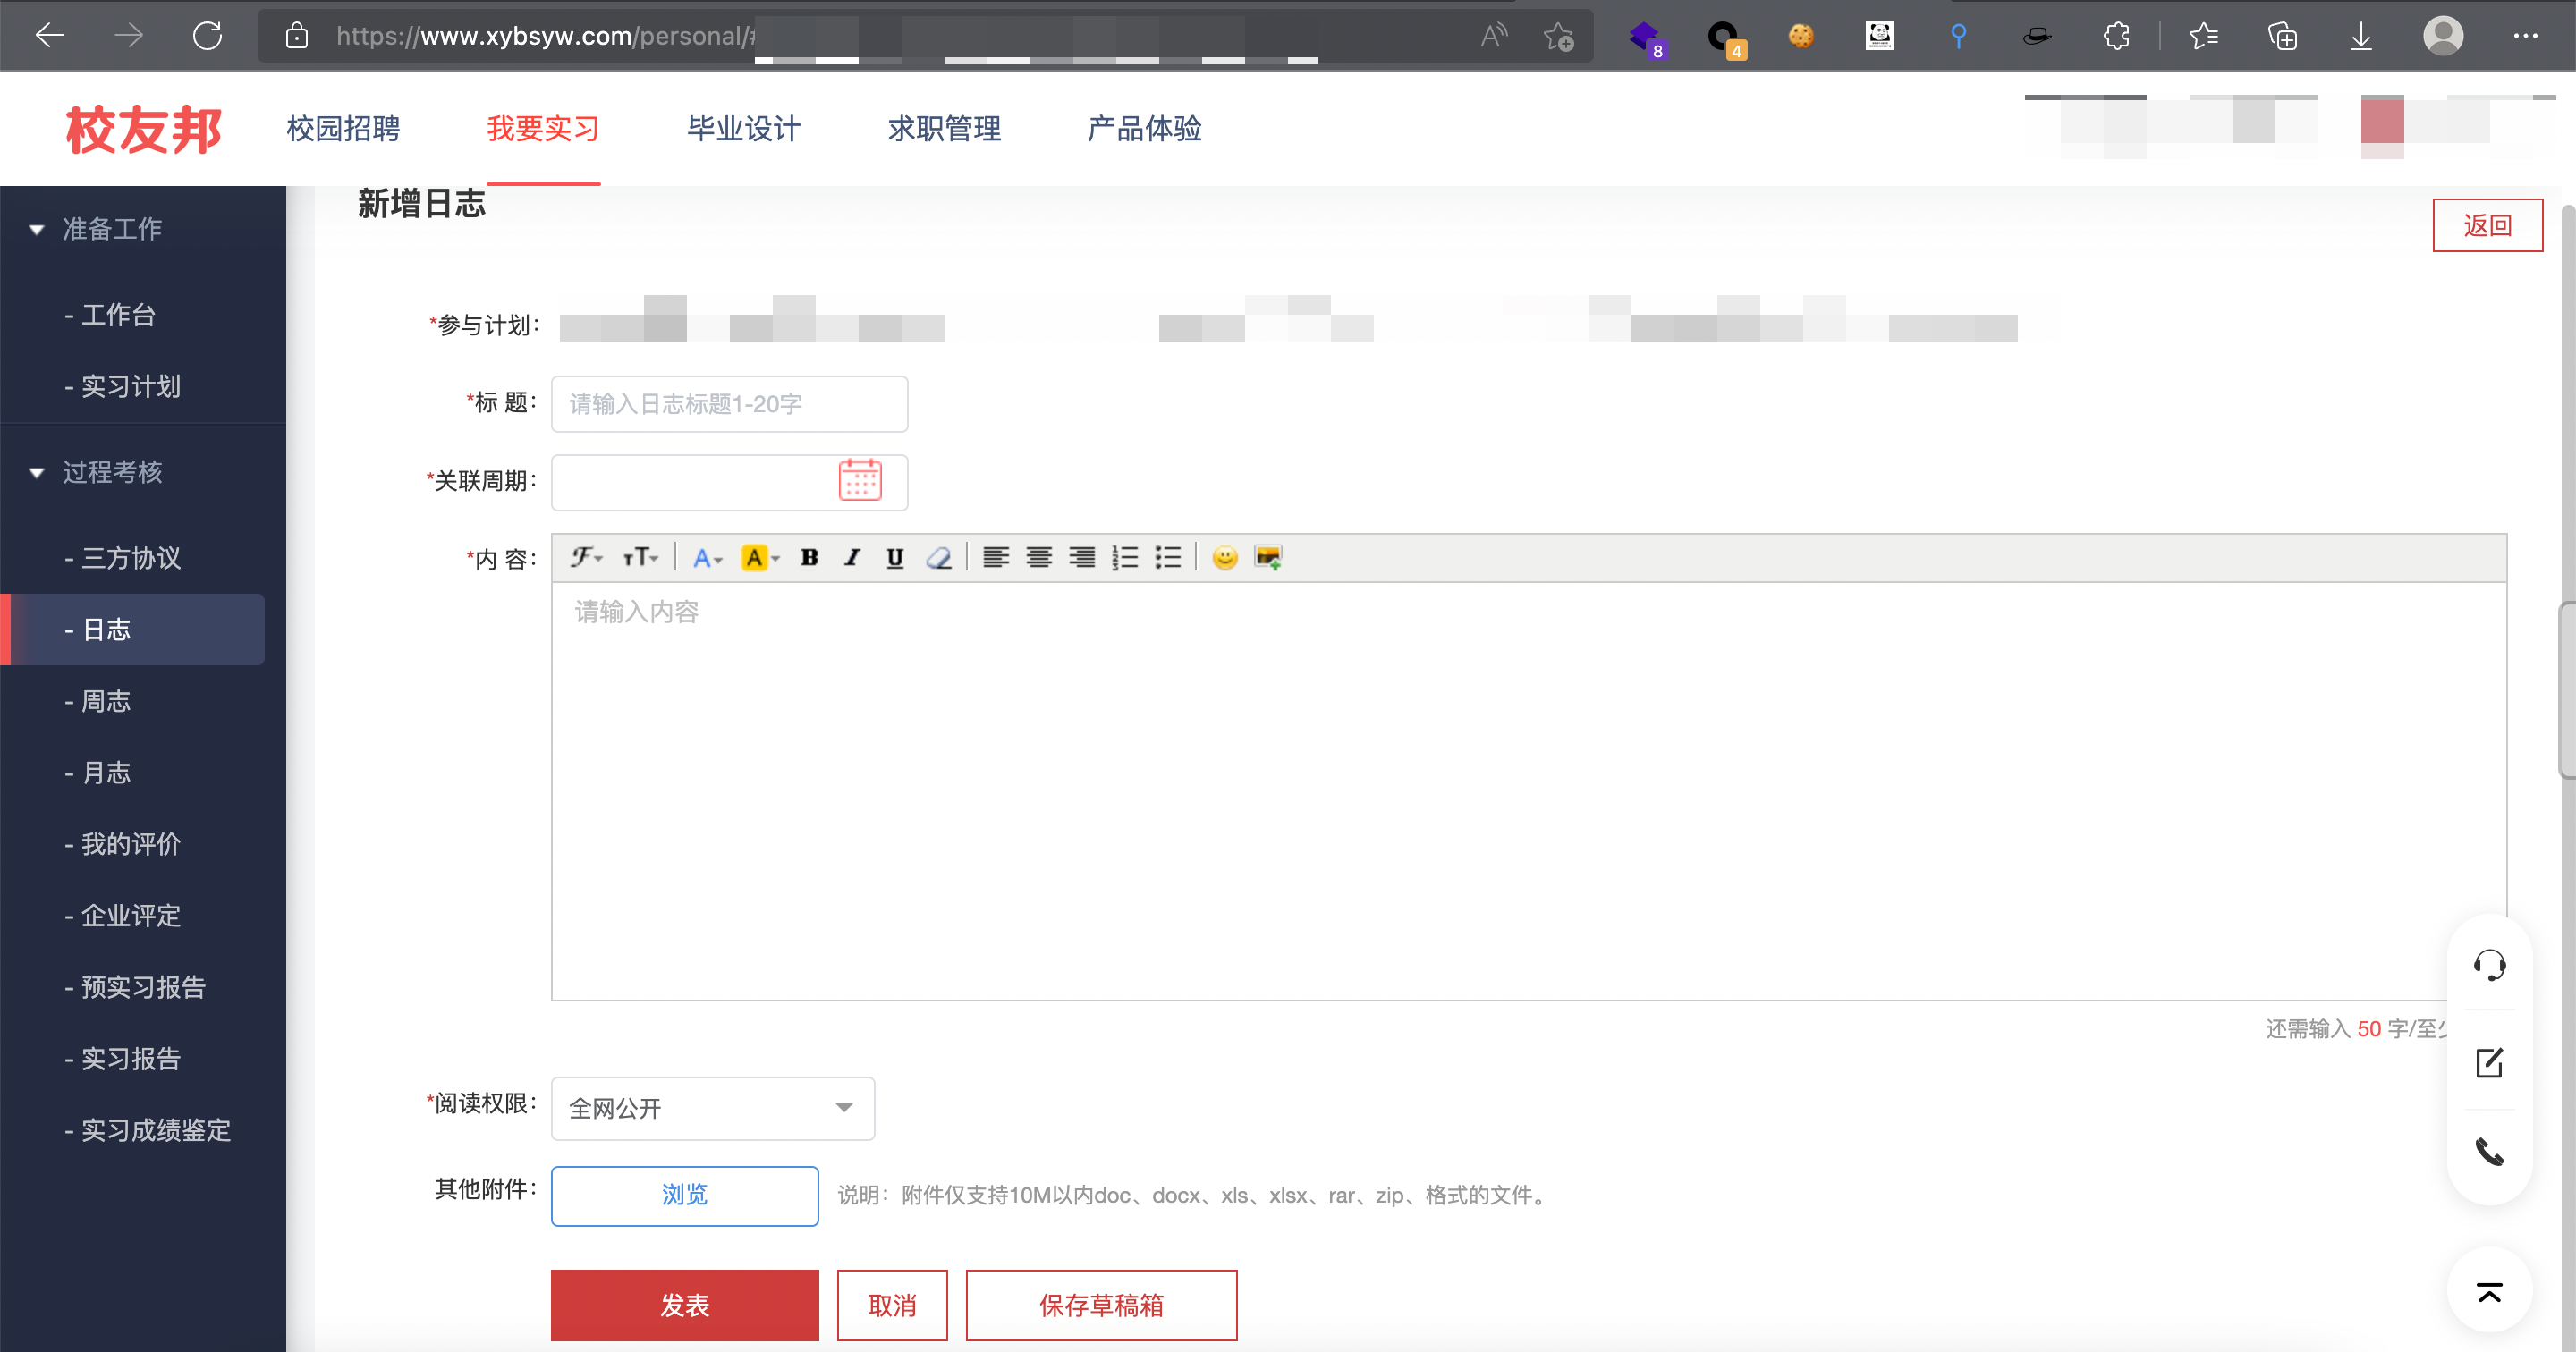 https://www.xybsyw.com/personal/#
8
4
校友邦
校园招聘
我要实习
毕业设计
求职管理
产品体验
准备工作
- 工作台
- 实习计划
过程考核
- 三方协议
- 日志
- 周志
- 月志
- 我的评价
- 企业评定
- 预实习报告
- 实习报告
- 实习成绩鉴定
新增日志
返回
*参与计划：
*标 题：
请输入日志标题1-20字
*关联周期：
*内 容：
请输入内容
还需输入 50 字/至少
*阅读权限：
全网公开
其他附件：
浏览
说明：附件仅支持10M以内doc、docx、xls、xlsx、rar、zip、格式的文件。
发表
取消
保存草稿箱